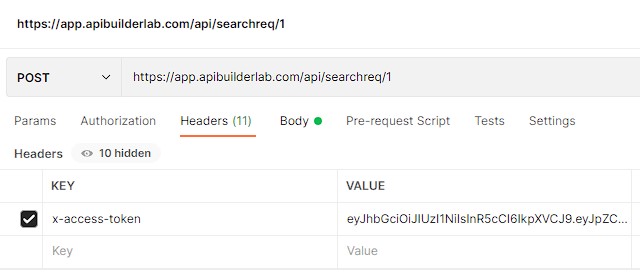 https://app.apibuilderlab.com/api/searchreq/1
POST https://app.apibuilderlab.com/api/searchreq/1
Params Authorization Headers (11) Body Pre-request Script Tests Settings
Headers 10 hidden
KEY VALUE
x-access-token eyJhbGciOiJIUzI1NiIsInR5cCI6IkpXVCJ9.eyJpZC...
Key Value